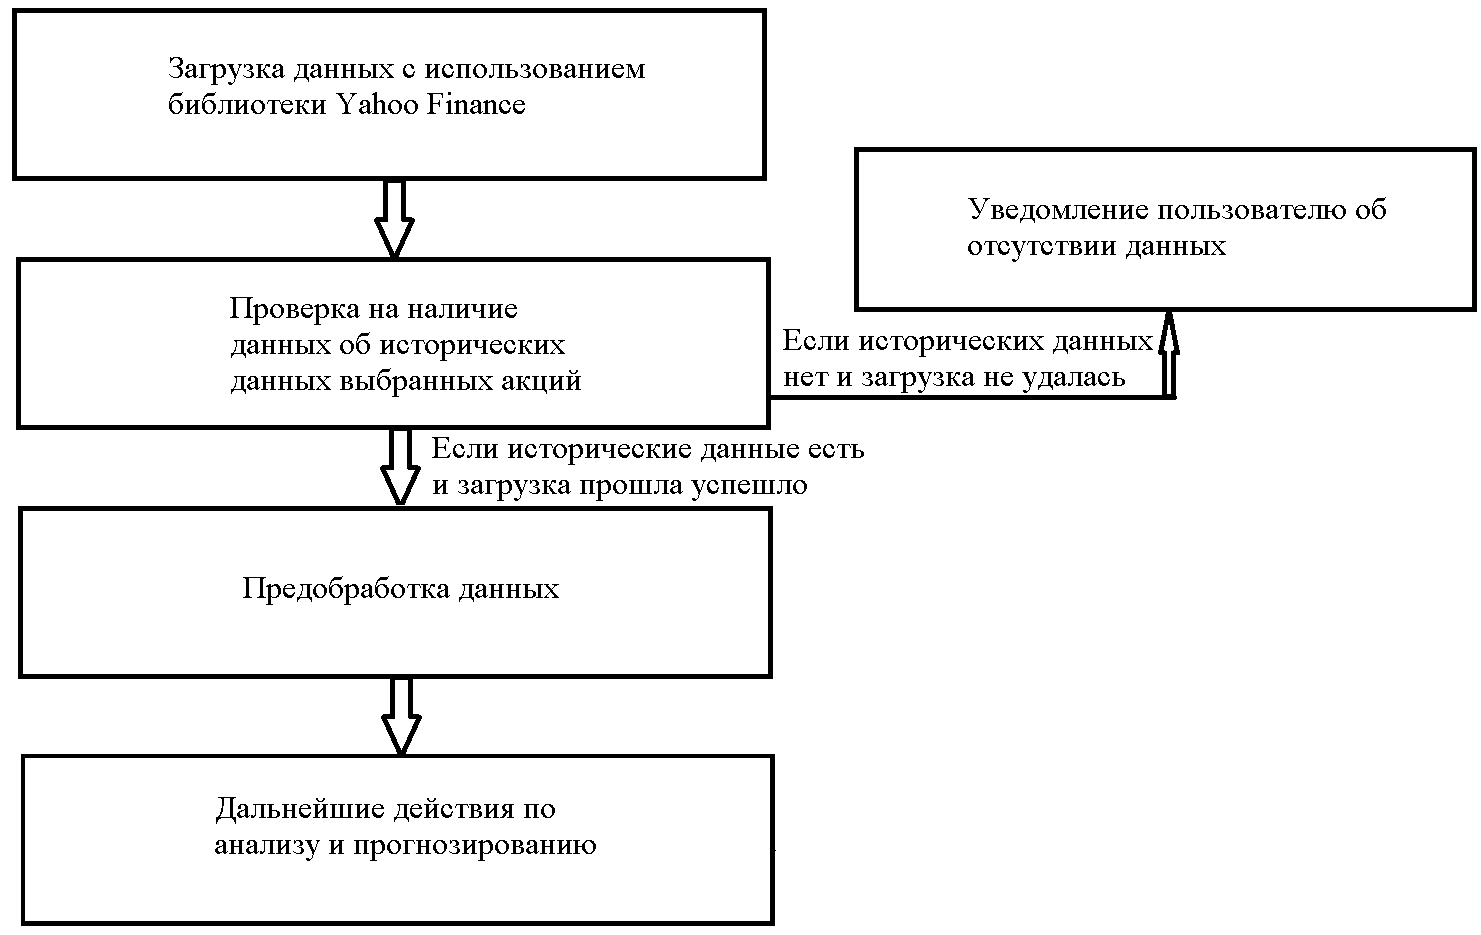 Загрузка данных с использованием
библиотеки Yahoo Finance
Уведомление пользователю об
отсутствии данных
Проверка на наличие
данных об исторических
данных выбранных акций
Если исторических данных
нет и загрузка не удалась
Если исторические данные есть
и загрузка прошла успешло
Предобработка данных
Дальнейшие действия по
анализу и прогнозированию